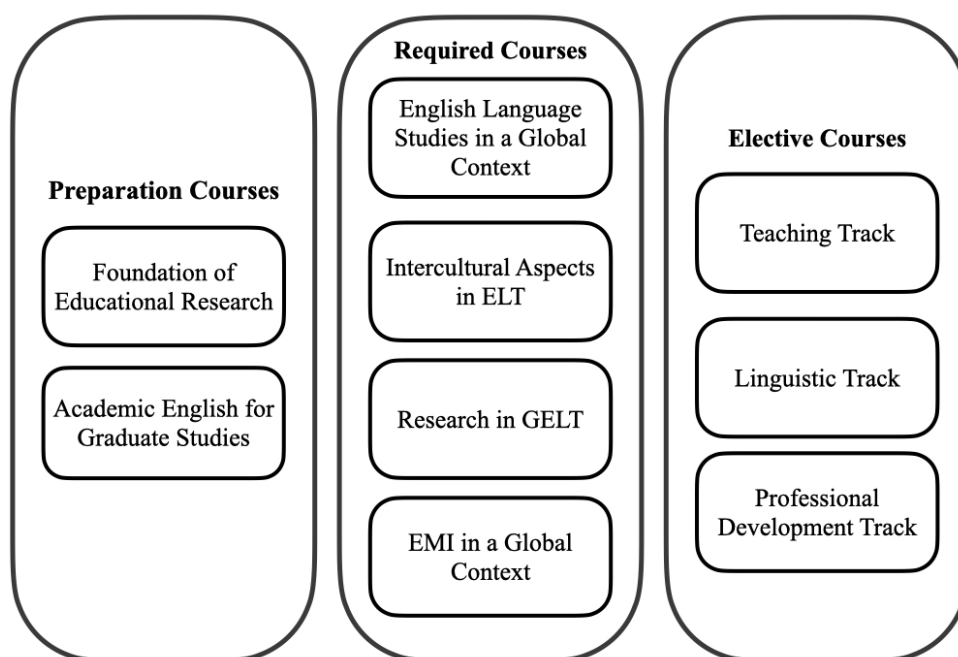 Preparation Courses
Foundation of
Educational Research
Academic English for
Graduate Studies
Required Courses
English Language
Studies in a Global
Context
Intercultural Aspects
in ELT
Research in GELT
EMI in a Global
Context
Elective Courses
Teaching Track
Linguistic Track
Professional
Development Track